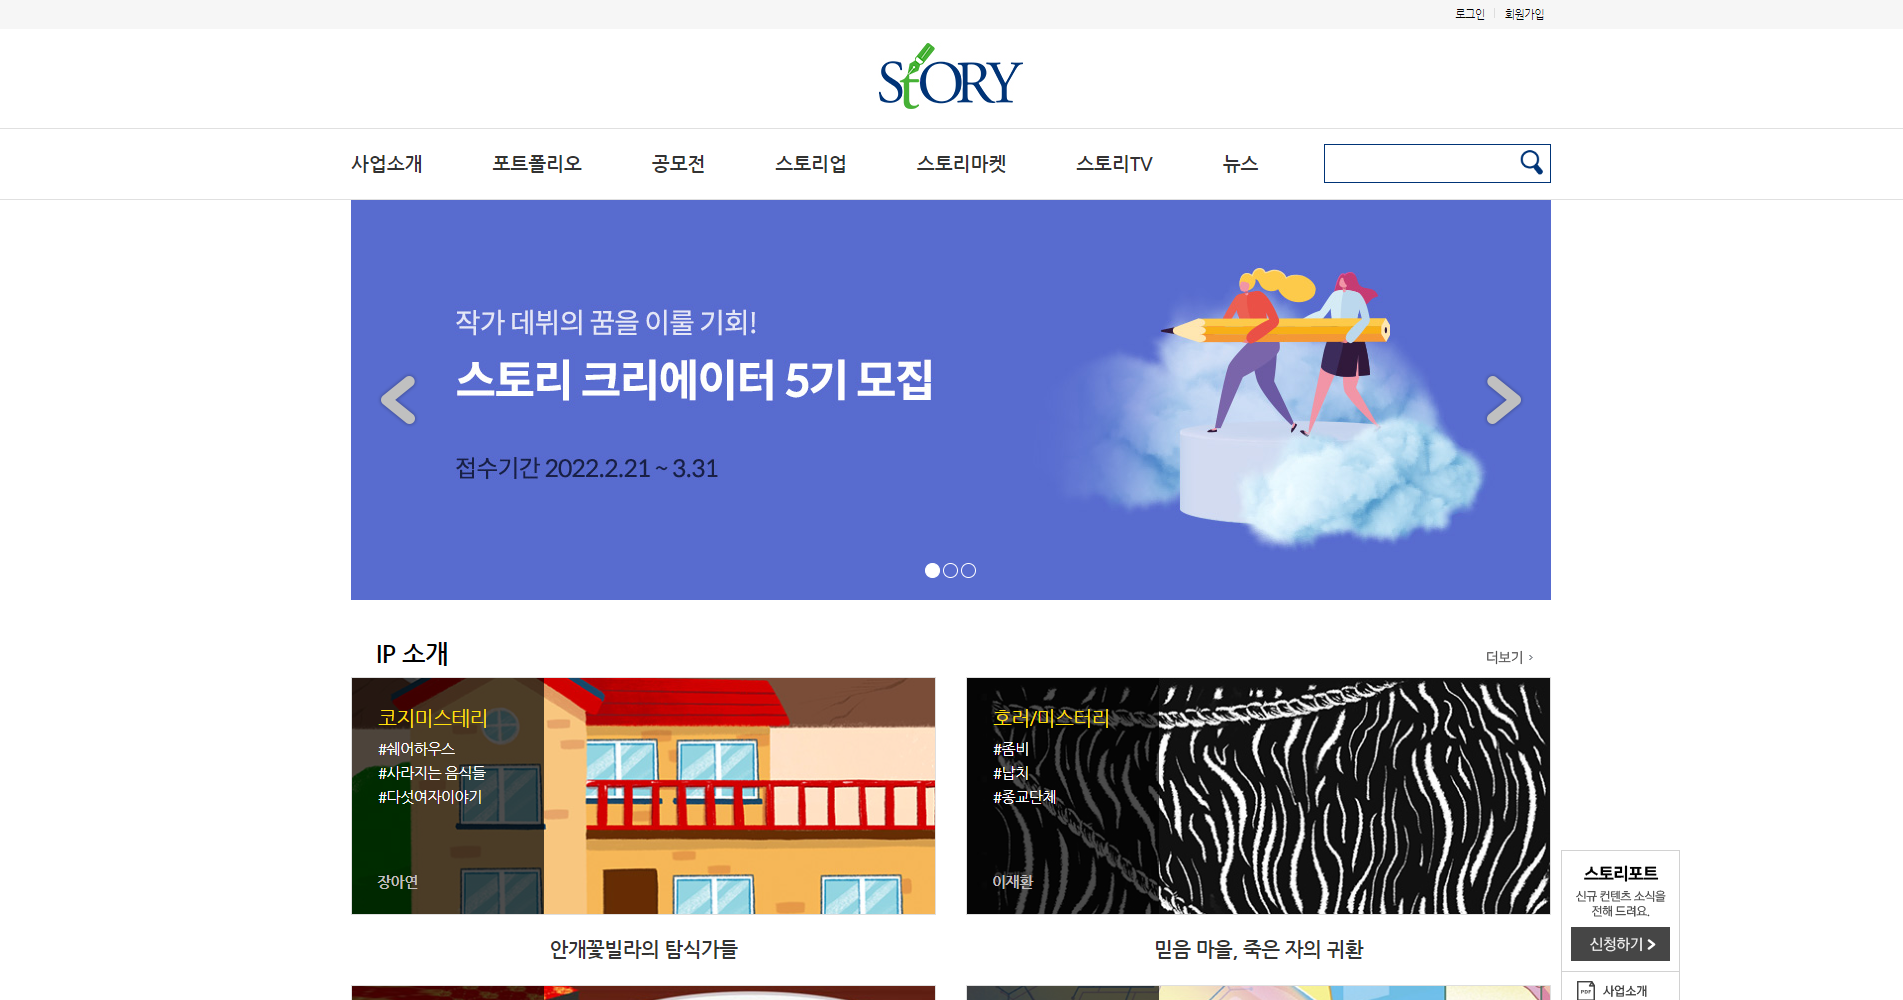 로그인 회원가입
StORY
사업소개 포트폴리오 공모전 스토리업 스토리마켓 스토리TV 뉴스
작가 데뷔의 꿈을 이룰 기회!
스토리 크리에이터 5기 모집
접수기간 2022.2.21 ~ 3.31
IP 소개
더보기 >
코지미스테리
#쉐어하우스
#사라지는 음식들
#다섯여자이야기
장아연
안개꽃빌라의 탐식가들
호러/미스터리
#좀비
#납치
#종교단체
이재환
믿음 마을, 죽은 자의 귀환
스토리포트
신규 컨텐츠 소식을
전해 드려요.
신청하기 >
PDF 사업소개